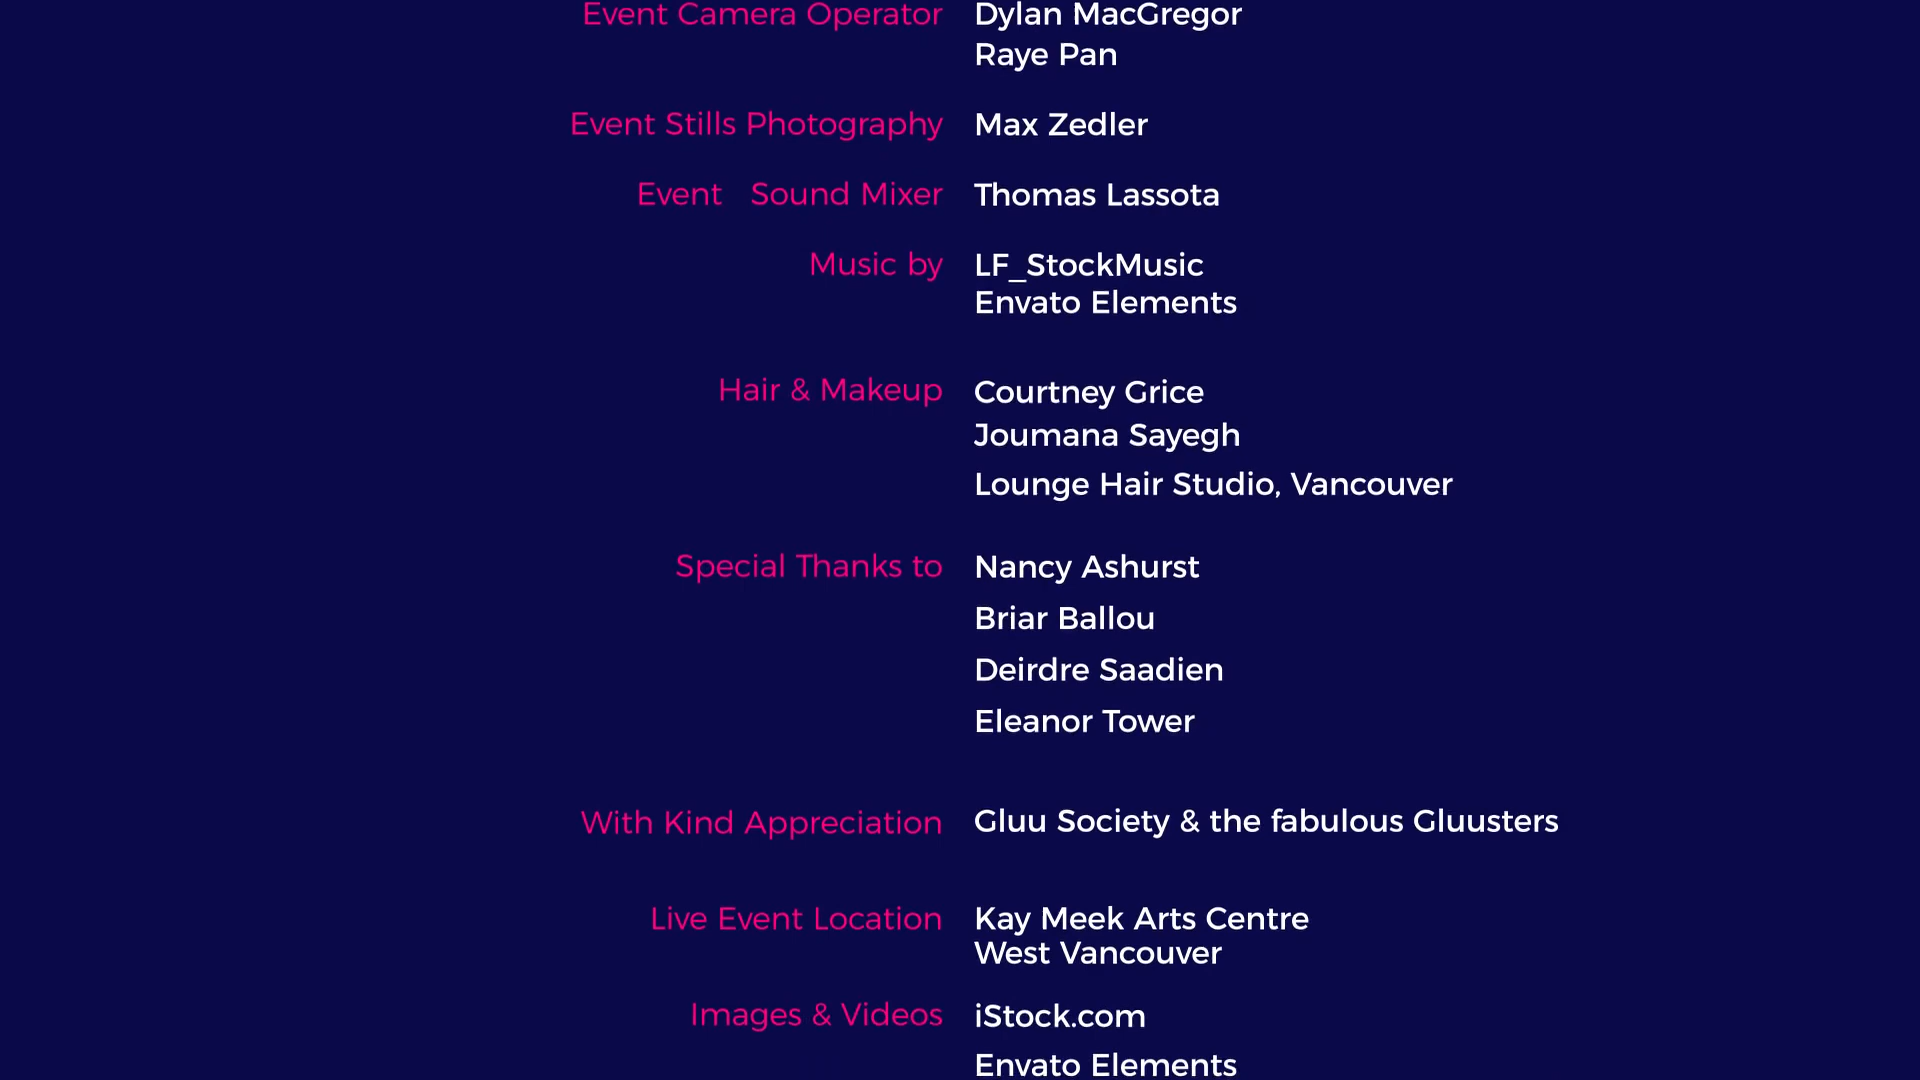 Event Camera Operator Dylan MacGregor
Raye Pan
Event Stills Photography Max Zedler
Event Sound Mixer Thomas Lassota
Music by LF_StockMusic
Envato Elements
Hair & Makeup Courtney Grice
Joumana Sayegh
Lounge Hair Studio, Vancouver
Special Thanks to Nancy Ashurst
Briar Ballou
Deirdre Saadien
Eleanor Tower
With Kind Appreciation Gluu Society & the fabulous Gluusters
Live Event Location Kay Meek Arts Centre
West Vancouver
Images & Videos iStock.com
Envato Elements